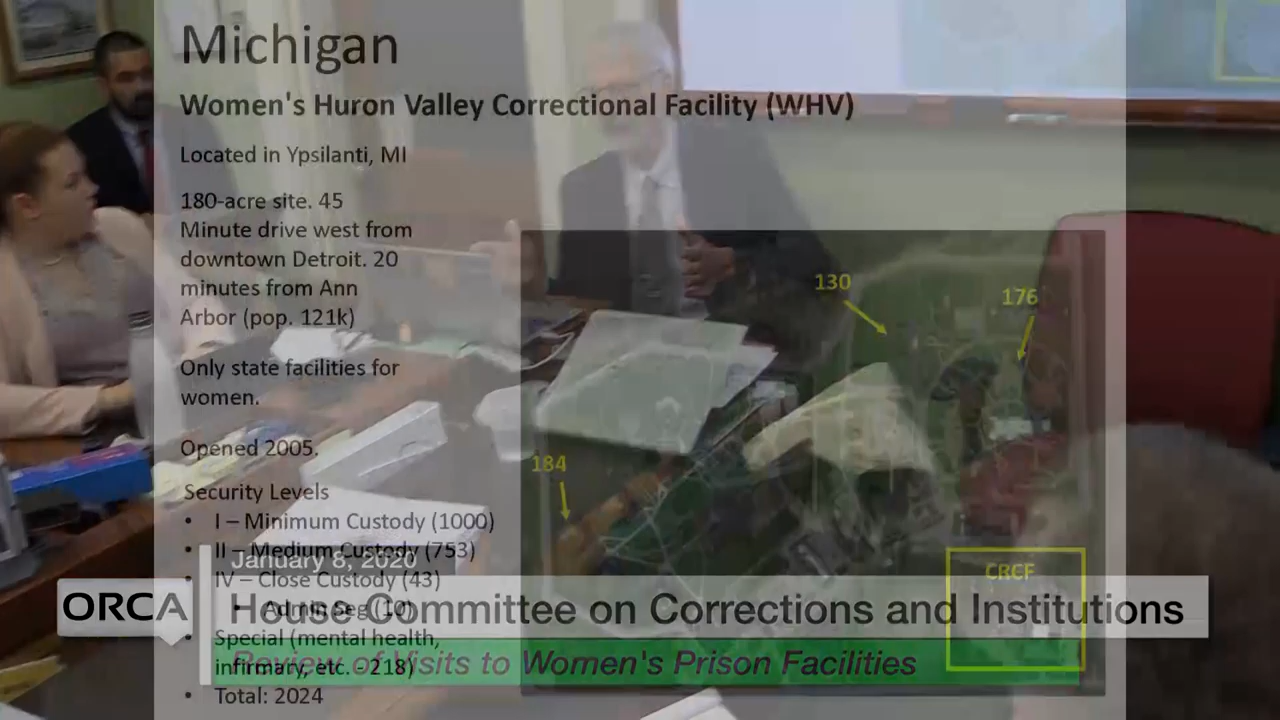 Michigan
Women's Huron Valley Correctional Facility (WHV)
Located in Ypsilanti, MI
180-acre site. 45
Minute drive west from
downtown Detroit. 20
minutes from Ann
Arbor (pop. 121k)
Only state facilities for
women.
Opened 2005.
Security Levels
• I – Minimum Custody (1000)
• II – Medium Custody (753)
• IV – Close Custody (43)
• Admin Seg (10)
• Special (mental health,
infirmary, etc. - 218)
• Total: 2024
130
176
184
CRCF
January 8, 2020
ORCA
House Committee on Corrections and Institutions
Review of Visits to Women's Prison Facilities